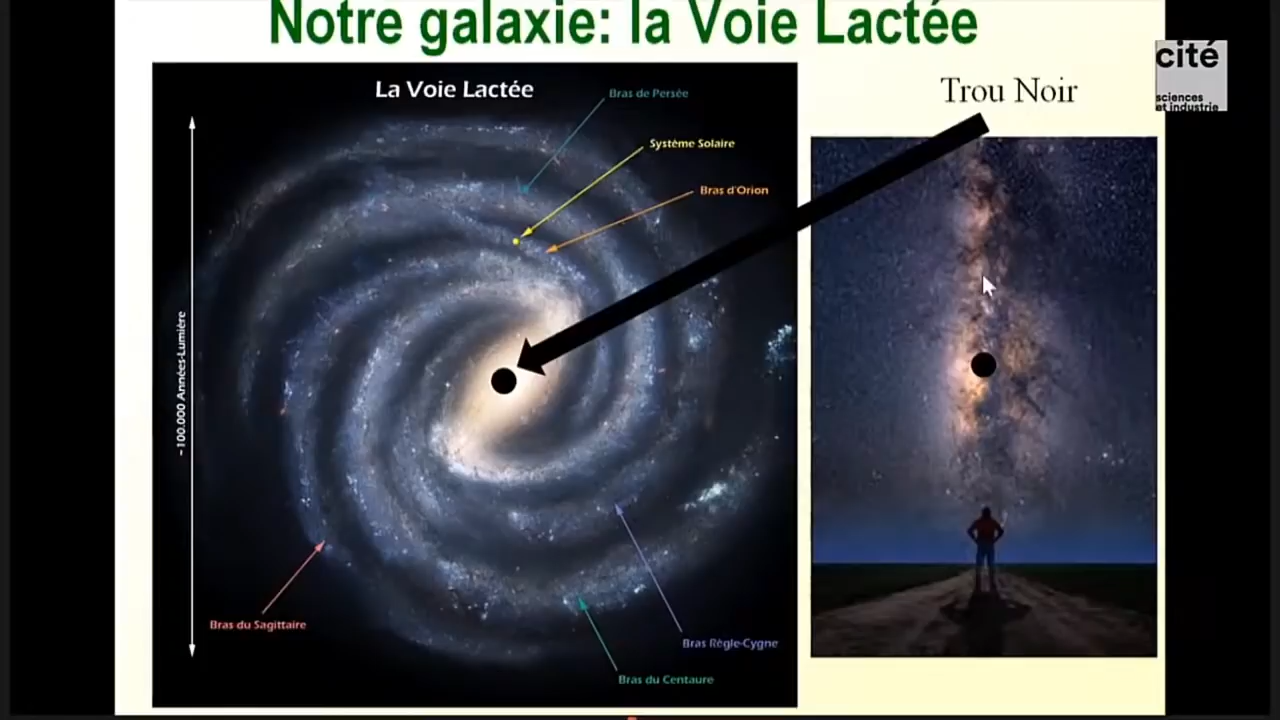 Notre galaxie: la Voie Lactée
La Voie Lactée
Bras de Persée
Système Solaire
Bras d'Orion
~100.000 Années-Lumière
Bras du Sagittaire
Bras Règle-Cygne
Bras du Centaure
Trou Noir
cité
sciences
et industrie